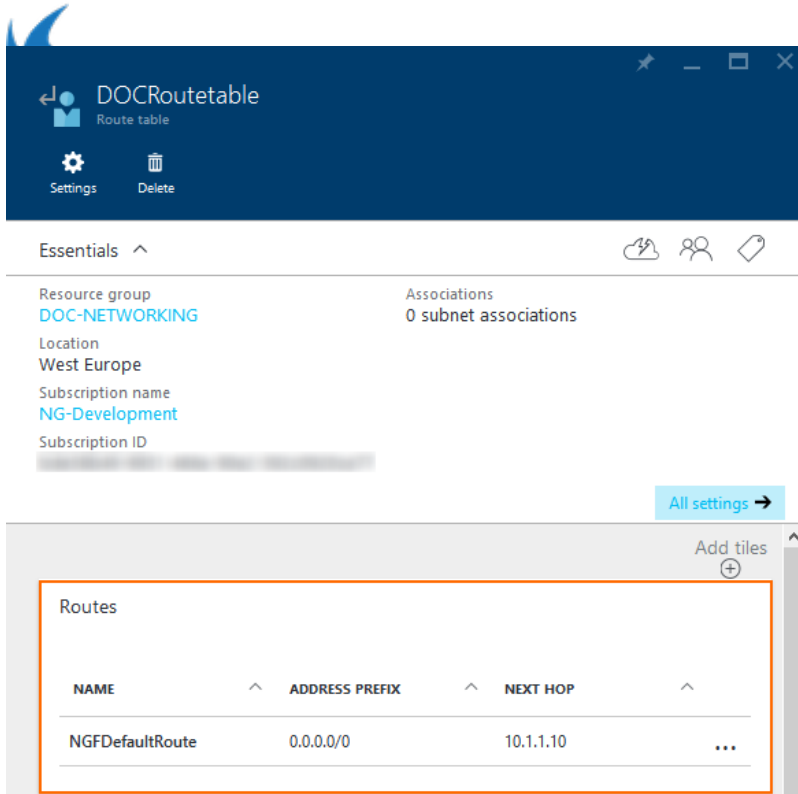 DOCRoutetable
Route table
Settings Delete
Essentials
Resource group Associations
DOC-NETWORKING 0 subnet associations
Location
West Europe
Subscription name
NG-Development
Subscription ID
All settings
Add tiles
Routes
NAME ADDRESS PREFIX NEXT HOP
NGFDefaultRoute 0.0.0.0/0 10.1.1.10 ...